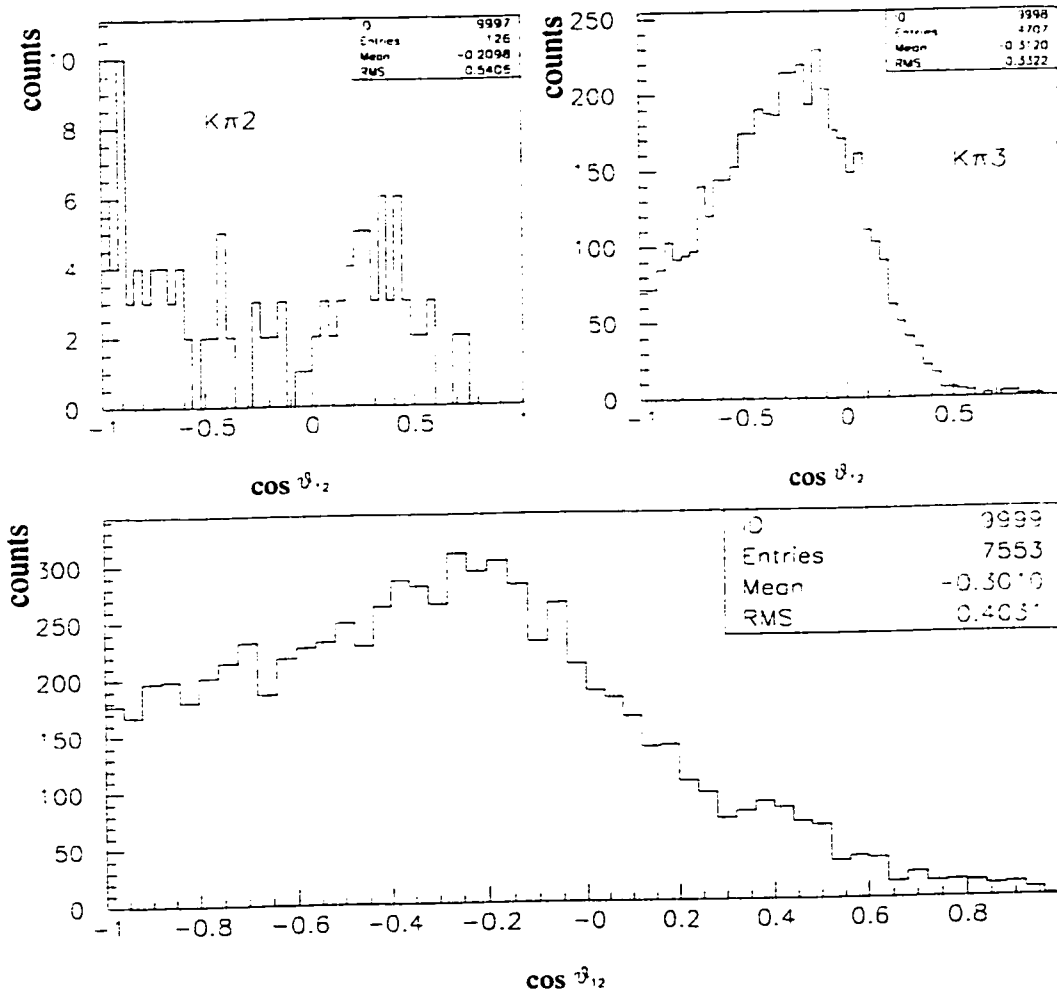 counts
ID 9997
Entries 126
Mean -0.2098
RMS 0.5405
Kπ2
10
8
6
4
2
0
-1 -0.5 0 0.5 1
cos ϑ₁₂
counts
ID 9998
Entries 4707
Mean -0.3120
RMS 0.3322
Kπ3
250
200
150
100
50
0
-1 -0.5 0 0.5
cos ϑ₁₂
counts
ID 9999
Entries 7553
Mean -0.3010
RMS 0.4031
300
250
200
150
100
50
0
-1 -0.8 -0.6 -0.4 -0.2 -0 0.2 0.4 0.6 0.8
cos ϑ₁₂